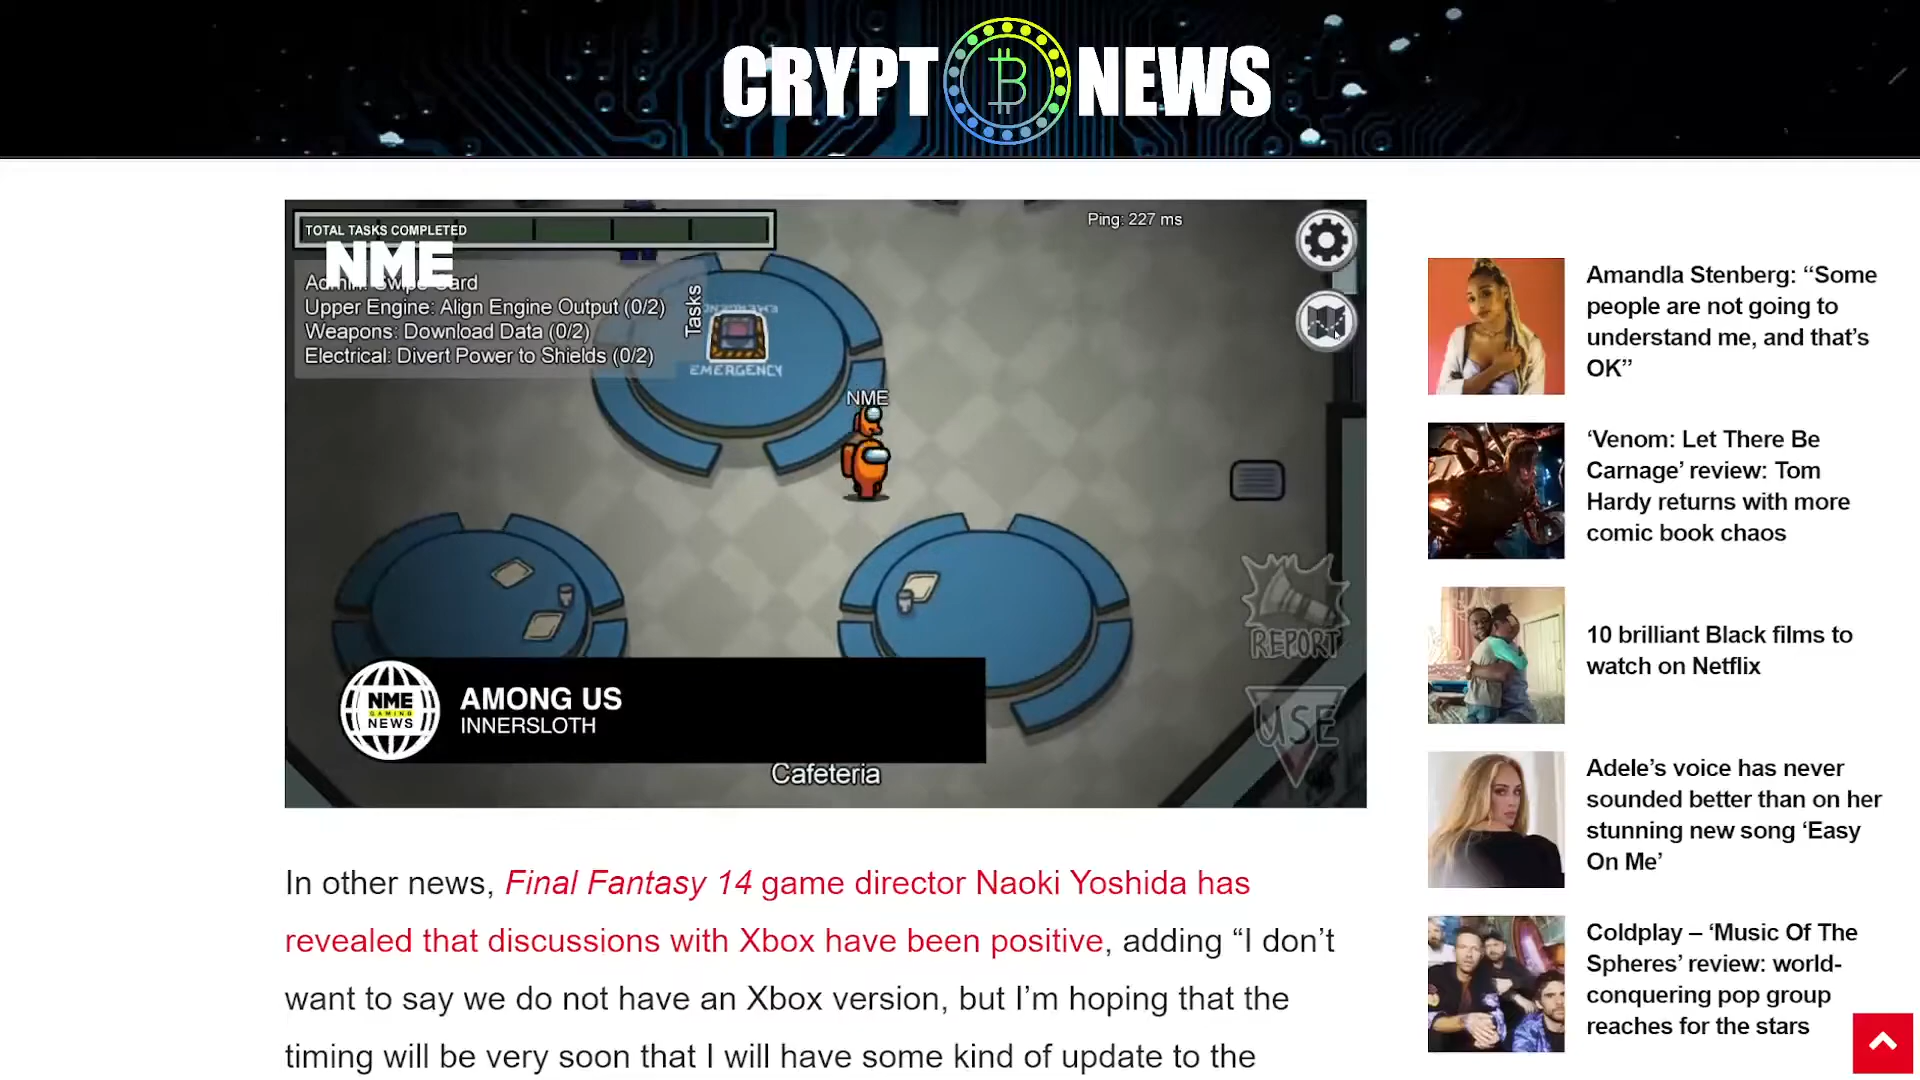 CRYPT NEWS
TOTAL TASKS COMPLETED
Ping: 227 ms
NME
Admin: Swipe Card
Upper Engine: Align Engine Output (0/2)
Weapons: Download Data (0/2)
Electrical: Divert Power to Shields (0/2)
Tasks
EMERGENCY
NME
REPORT
USE
NME
GAMING
NEWS
AMONG US
INNERSLOTH
Cafeteria
In other news, Final Fantasy 14 game director Naoki Yoshida has
revealed that discussions with Xbox have been positive, adding “I don’t
want to say we do not have an Xbox version, but I’m hoping that the
timing will be very soon that I will have some kind of update to the
Amandla Stenberg: “Some
people are not going to
understand me, and that’s
OK”
‘Venom: Let There Be
Carnage’ review: Tom
Hardy returns with more
comic book chaos
10 brilliant Black films to
watch on Netflix
Adele’s voice has never
sounded better than on her
stunning new song ‘Easy
On Me’
Coldplay – ‘Music Of The
Spheres’ review: world-
conquering pop group
reaches for the stars